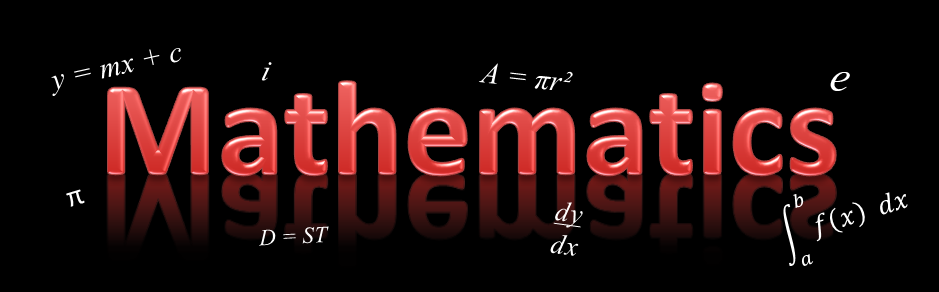 y = mx + c
i
A = πr²
e
Mathematics
π
D = ST
dy/dx
∫ₐᵇ f(x) dx